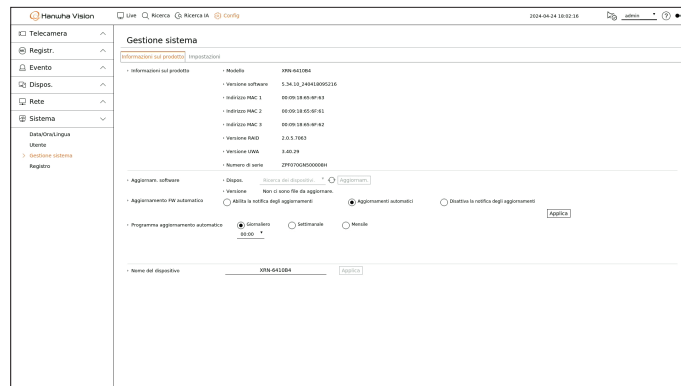 Hanwha Vision
Live Ricerca Ricerca IA Config 2024-04-24 18:02:16 admin
Telecamera
Registr.
Evento
Dispos.
Rete
Sistema
Data/Ora/Lingua
Utente
Gestione sistema
Registro
Gestione sistema
Informazioni sul prodotto Impostazioni
Informazioni sul prodotto Modello XRN-6410B4
Versione software 5.34.10_240418095216
Indirizzo MAC 1 00:09:18:65:6F:63
Indirizzo MAC 2 00:09:18:65:6F:61
Indirizzo MAC 3 00:09:18:65:6F:62
Versione RAID 2.0.5.7063
Versione UWA 3.40.29
Numero di serie ZPF070GN500008H
Aggiornam. software Dispos. Ricerca dei dispositivi Aggiornam.
Versione Non ci sono file da aggiornare.
Aggiornamento FW automatico Abilita la notifica degli aggiornamenti Aggiornamenti automatici Disattiva la notifica degli aggiornamenti
Applica
Programma aggiornamento automatico Giornaliero Settimanale Mensile
00:00
Nome del dispositivo XRN-6410B4 Applica